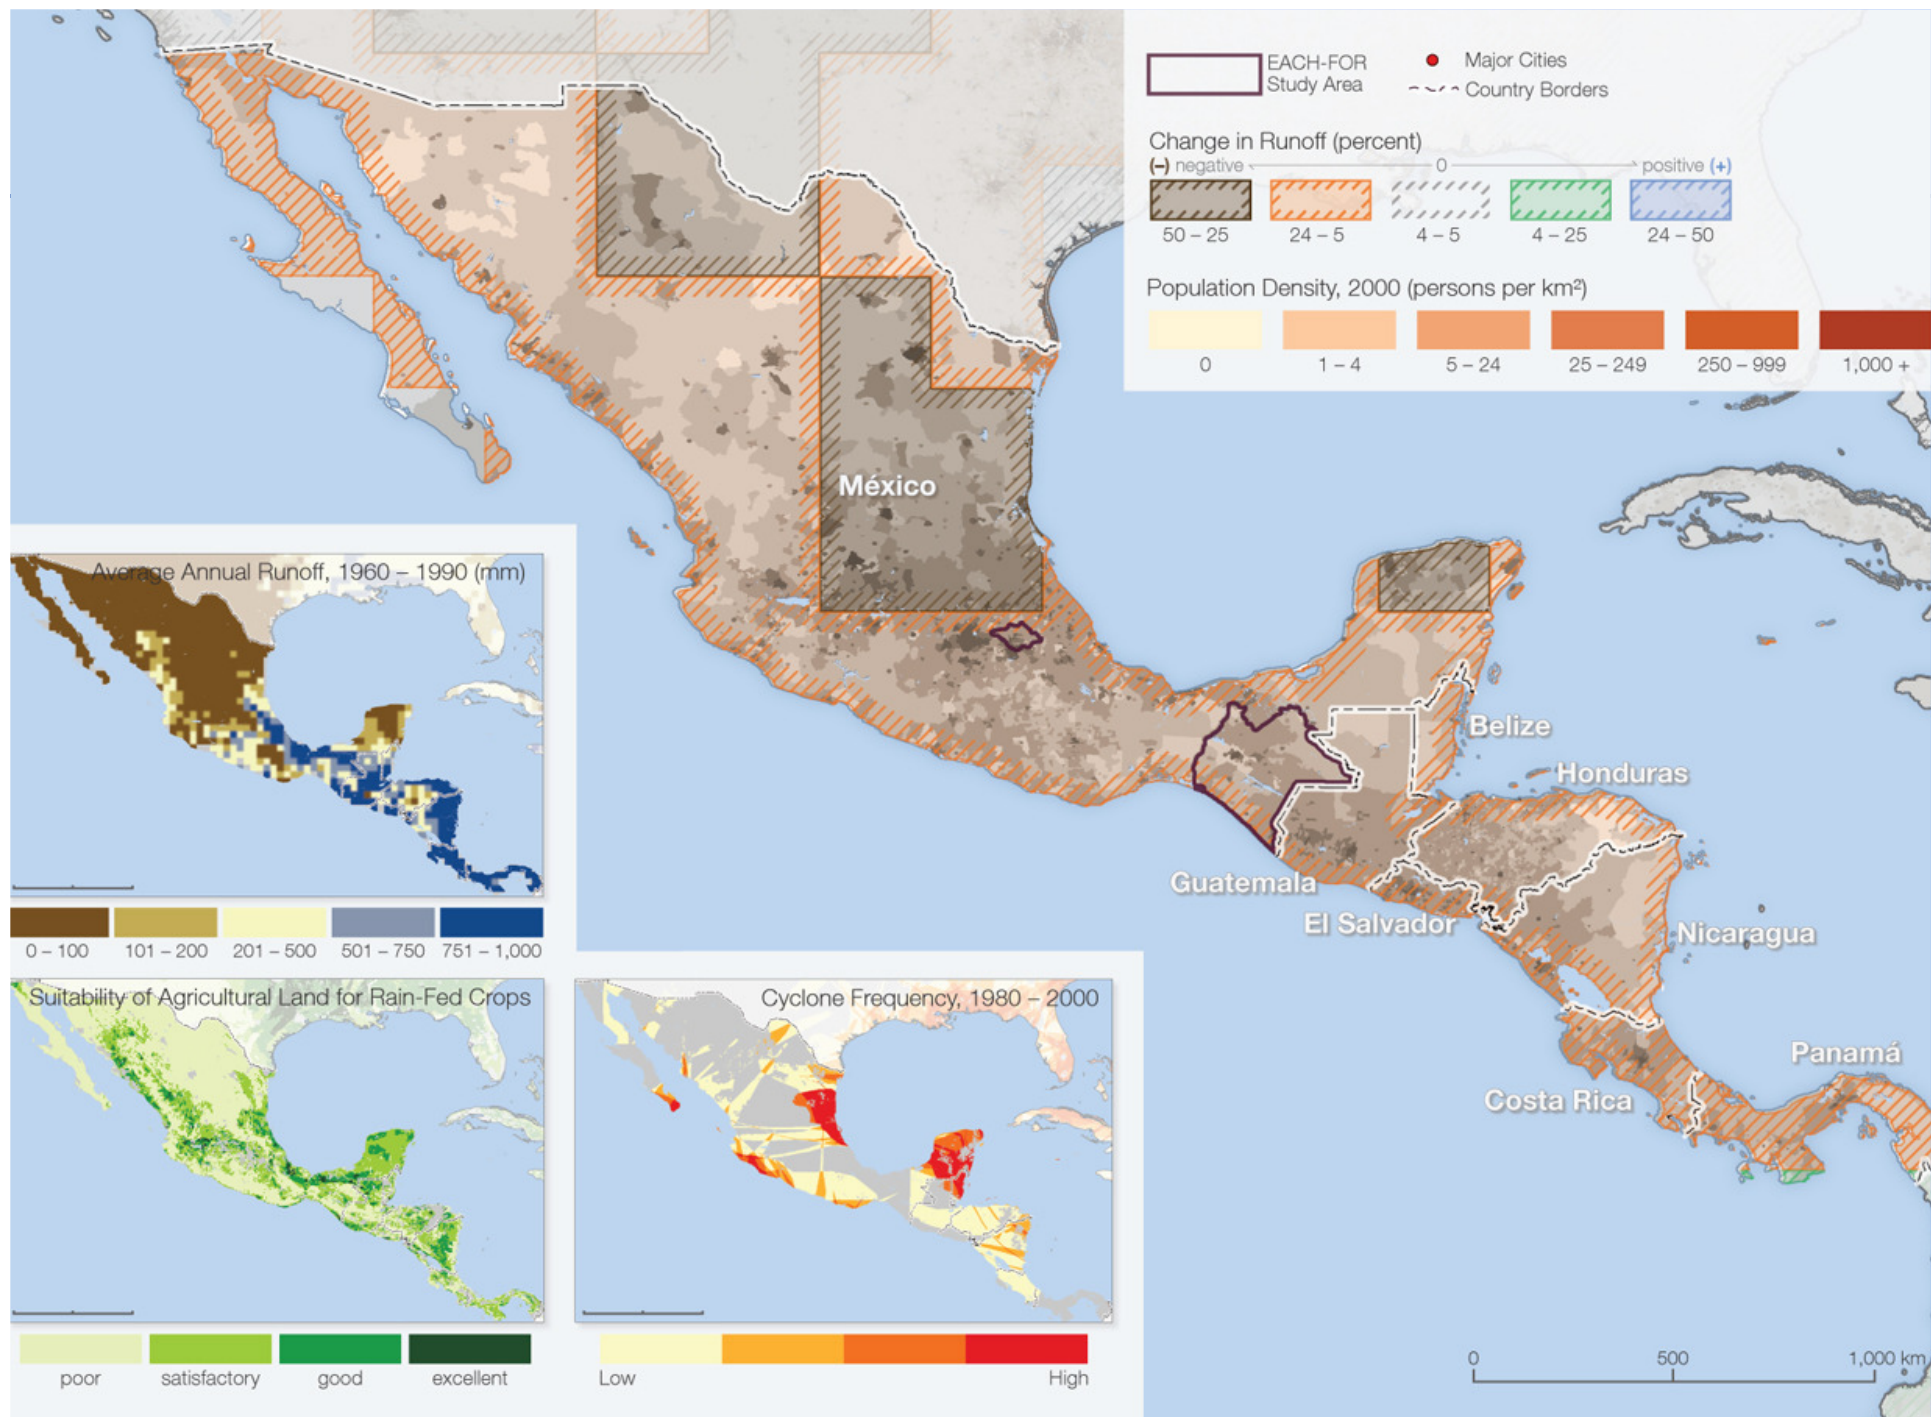 EACH-FOR
Study Area
Major Cities
Country Borders
Change in Runoff (percent)
(–) negative 0 positive (+)
50 – 25 24 – 5 4 – 5 4 – 25 24 – 50
Population Density, 2000 (persons per km²)
0 1 – 4 5 – 24 25 – 249 250 – 999 1,000 +
México
Belize
Honduras
Guatemala
El Salvador
Nicaragua
Costa Rica
Panamá
Average Annual Runoff, 1960 – 1990 (mm)
0 – 100 101 – 200 201 – 500 501 – 750 751 – 1,000
Suitability of Agricultural Land for Rain-Fed Crops
poor satisfactory good excellent
Cyclone Frequency, 1980 – 2000
Low High
0 500 1,000 km